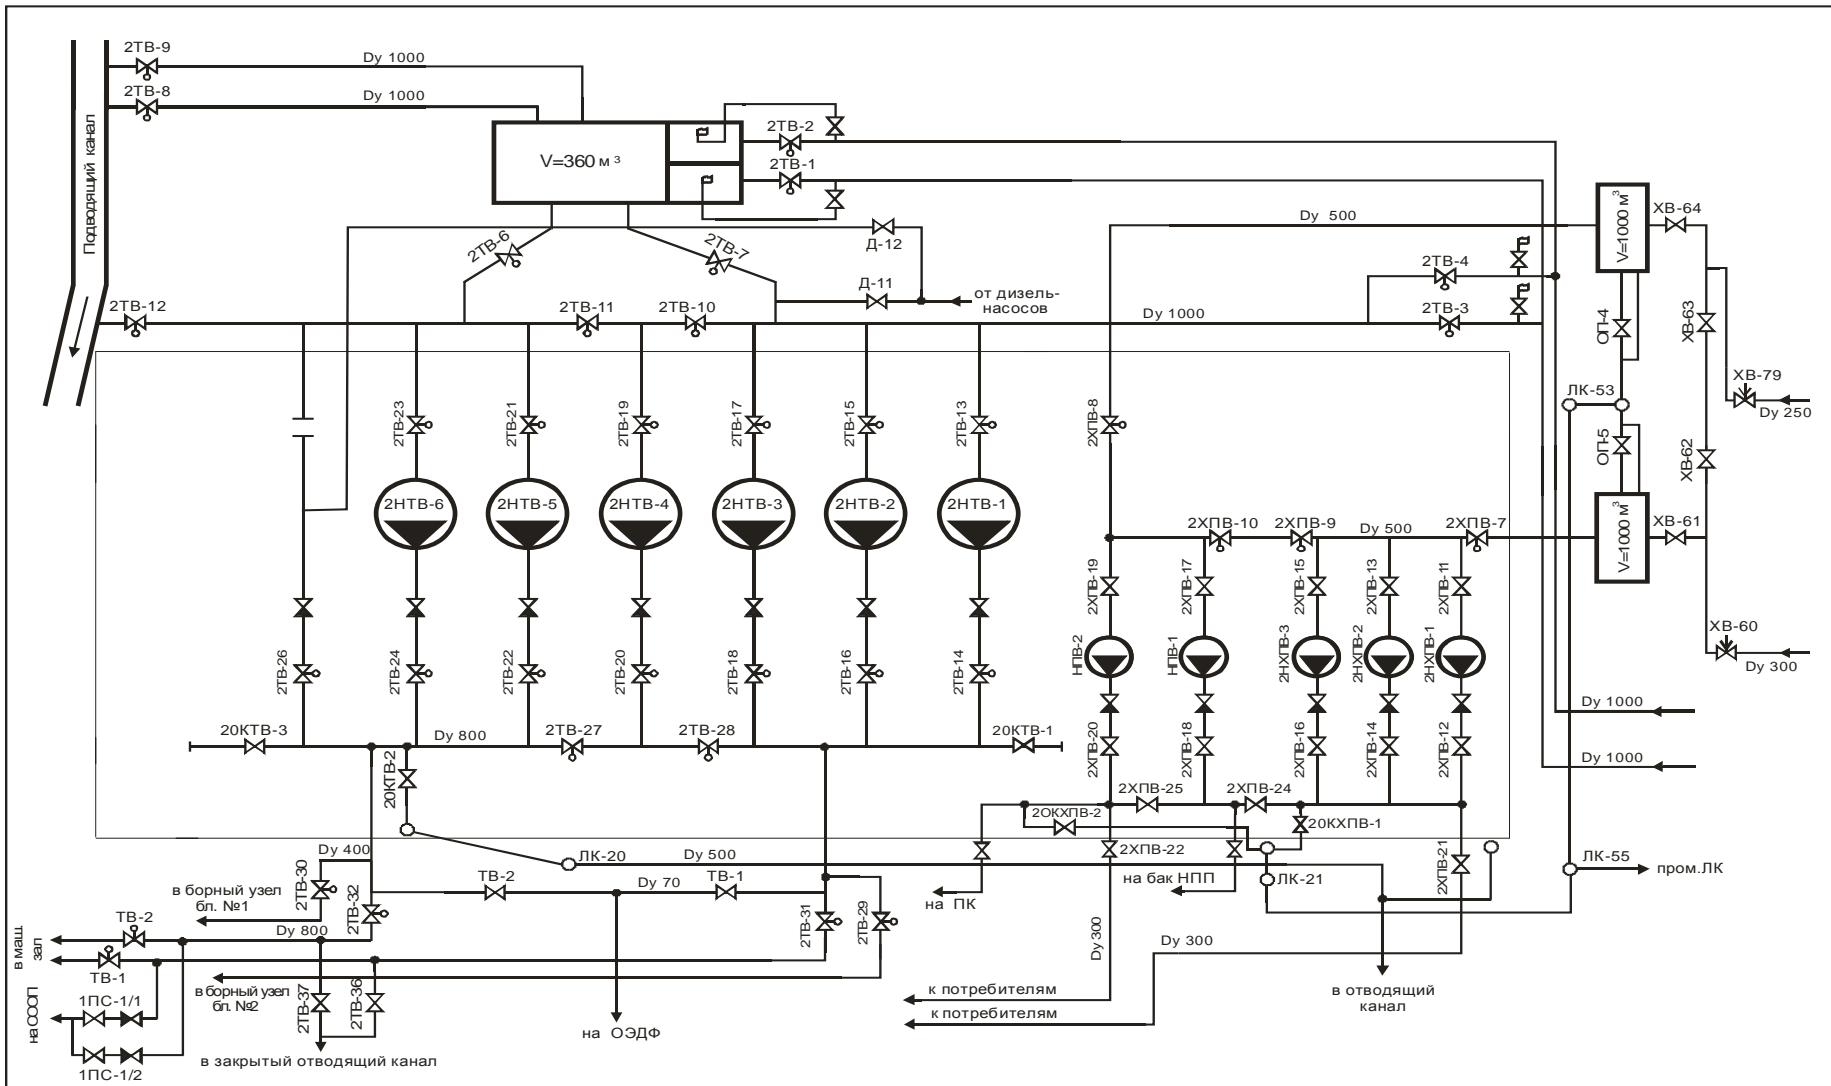 2ТВ-9
Dy 1000
2ТВ-8
Dy 1000
Подводящий канал
V=360 м³
2ТВ-2
2ТВ-1
Dy 500
V=1000 м³
ХВ-64
2ТВ-6
2ТВ-7
Д-12
2ТВ-4
Д-11
от дизель-
насосов
2ТВ-12
2ТВ-11
2ТВ-10
Dy 1000
2ТВ-3
ОП-4
ХВ-63
ЛК-53
ХВ-79
Dy 250
2ТВ-23
2ТВ-21
2ТВ-19
2ТВ-17
2ТВ-15
2ТВ-13
2ХПВ-8
ОП-5
ХВ-62
2НТВ-6
2НТВ-5
2НТВ-4
2НТВ-3
2НТВ-2
2НТВ-1
2ХПВ-10
2ХПВ-9
Dy 500
2ХПВ-7
V=1000 м³
ХВ-61
2ХПВ-19
2ХПВ-17
2ХПВ-15
2ХПВ-13
2ХПВ-11
НПВ-2
НПВ-1
2НХПВ-3
2НХПВ-2
2НХПВ-1
ХВ-60
Dy 300
2ТВ-26
2ТВ-24
2ТВ-22
2ТВ-20
2ТВ-18
2ТВ-16
2ТВ-14
Dy 1000
20КТВ-3
Dy 800
2ТВ-27
2ТВ-28
20КТВ-1
2ХПВ-20
2ХПВ-18
2ХПВ-16
2ХПВ-14
2ХПВ-12
Dy 1000
20КТВ-2
2ХПВ-25
2ХПВ-24
2ОКХПВ-2
20КХПВ-1
Dy 400
ЛК-20
Dy 500
2ХПВ-22
2ХПВ-21
ЛК-55
пром.ЛК
2ТВ-30
ТВ-2
Dy 70
ТВ-1
на бак НПП
ЛК-21
в борный узел
бл. №1
2ТВ-32
на ПК
ТВ-2
Dy 800
2ТВ-31
2ТВ-29
Dy 300
Dy 300
в маш.
зал
ТВ-1
в борный узел
бл. №2
2ТВ-37
2ТВ-36
к потребителям
в отводящий
канал
1ПС-1/1
на СООП
к потребителям
на ОЭДФ
в закрытый отводящий канал
1ПС-1/2